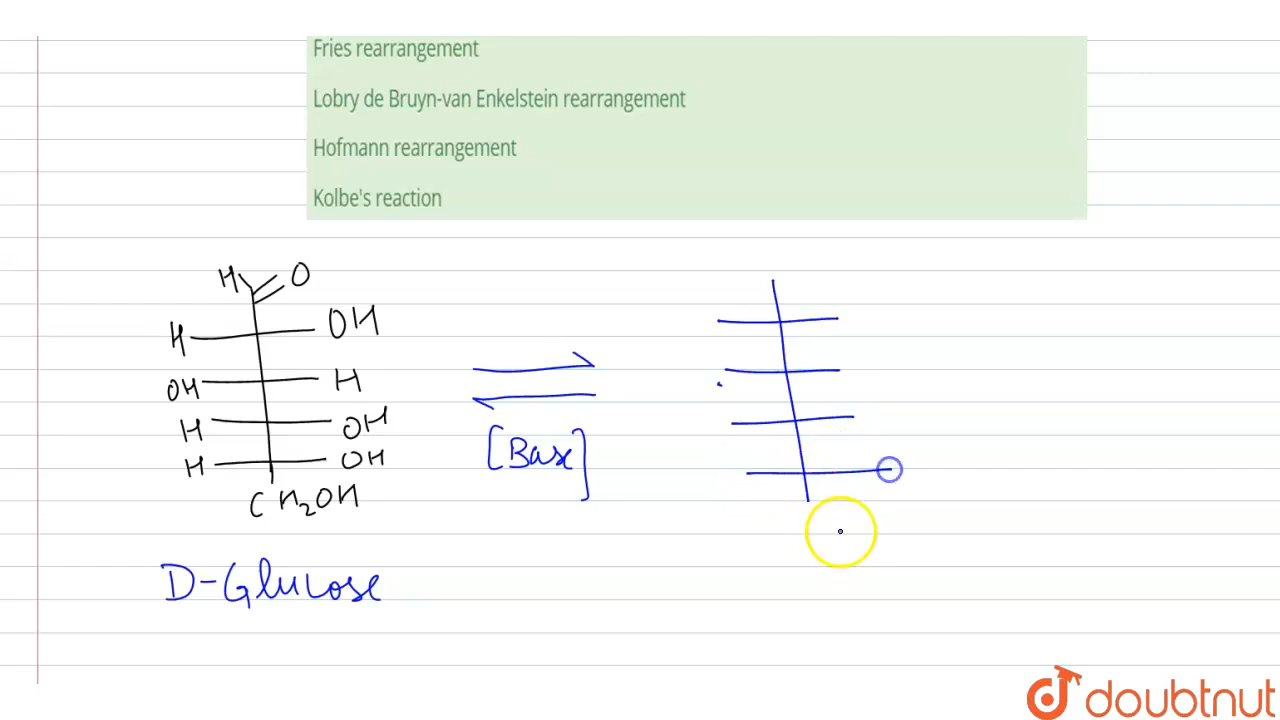 Fries rearrangement
Lobry de Bruyn-van Enkelstein rearrangement
Hofmann rearrangement
Kolbe's reaction
H O
H OH
OH H
H OH
H OH
CH2OH
[Base]
D-Glucose
doubtnut